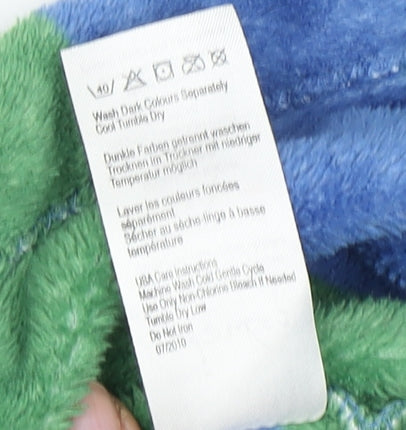 40
Wash Dark Colours Separately
Cool Tumble Dry
Dunkle Farben getrennt waschen
Trocknen im Trockner mit niedriger
Temperatur möglich
Laver les couleurs foncées
séparément
Sécher au sèche-linge à basse
température
USA Care Instructions
Machine Wash Cold Gentle Cycle
Use Only Non-Chlorine Bleach If Needed
Tumble Dry Low
Do Not Iron
07/2010